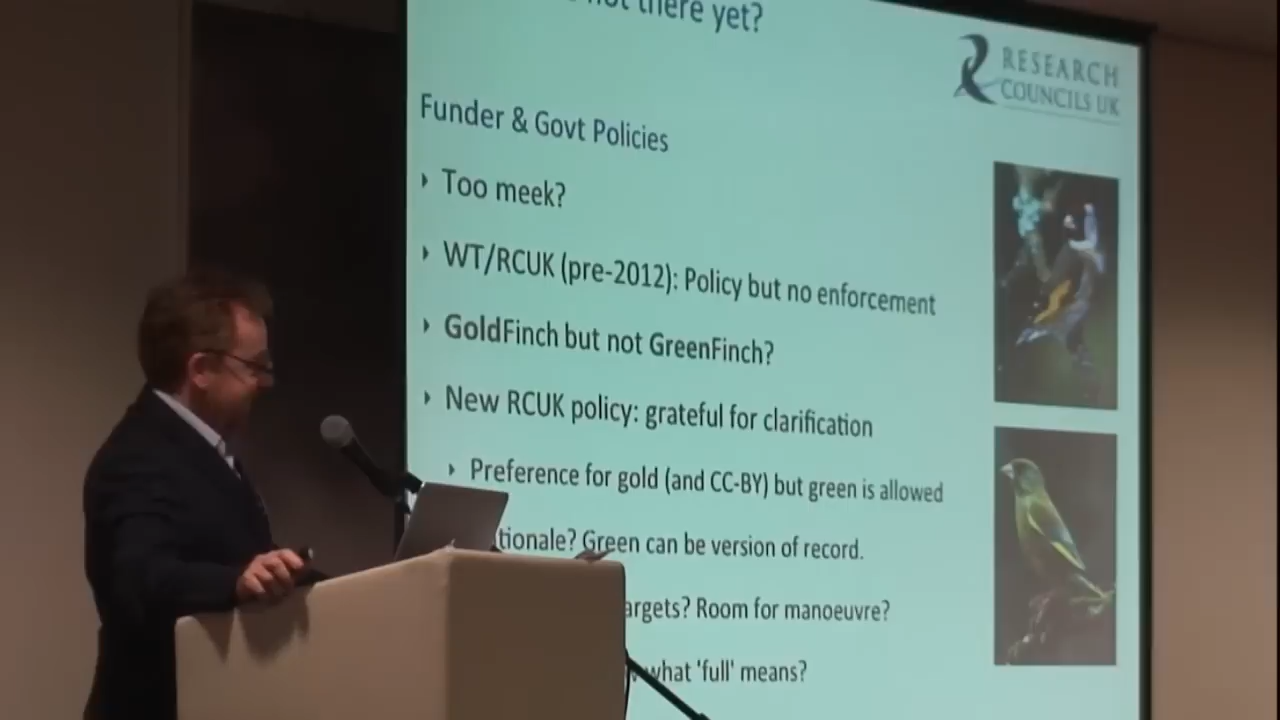 not there yet?
RESEARCH
COUNCILS UK
Funder & Govt Policies
Too meek?
WT/RCUK (pre-2012): Policy but no enforcement
GoldFinch but not GreenFinch?
New RCUK policy: grateful for clarification
Preference for gold (and CC-BY) but green is allowed
tionale? Green can be version of record.
argets? Room for manoeuvre?
what 'full' means?